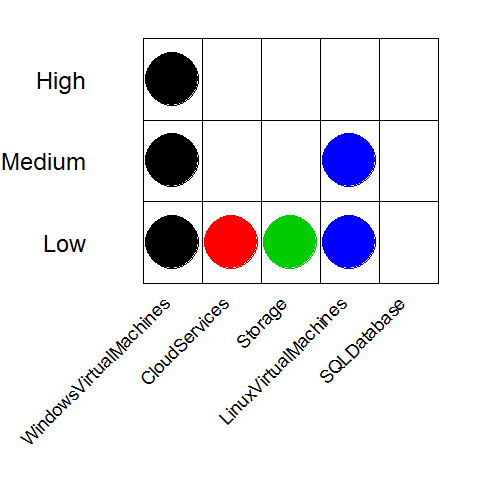 High
Medium
Low
WindowsVirtualMachines
CloudServices
Storage
LinuxVirtualMachines
SQLDatabase